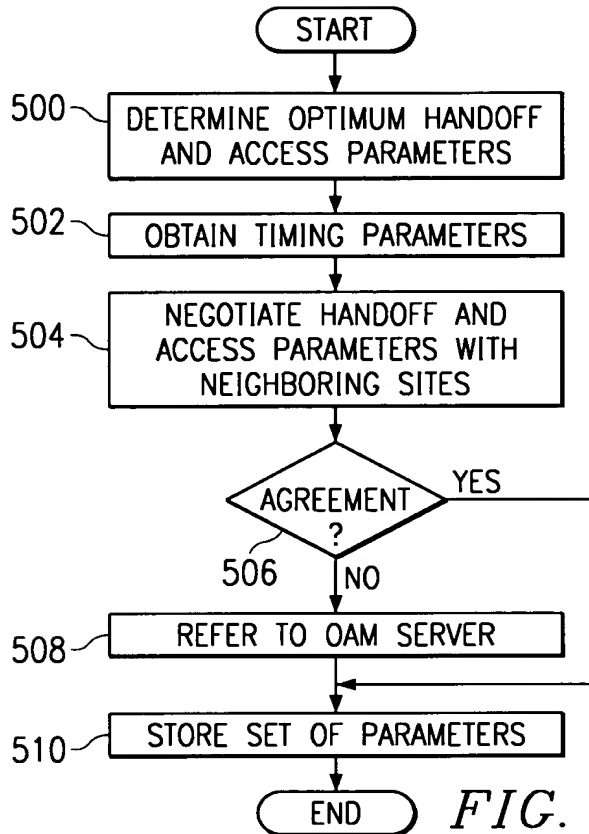 START
500
DETERMINE OPTIMUM HANDOFF
AND ACCESS PARAMETERS
502
OBTAIN TIMING PARAMETERS
504
NEGOTIATE HANDOFF AND
ACCESS PARAMETERS WITH
NEIGHBORING SITES
AGREEMENT
?
YES
506
NO
508
REFER TO OAM SERVER
510
STORE SET OF PARAMETERS
END
FIG.